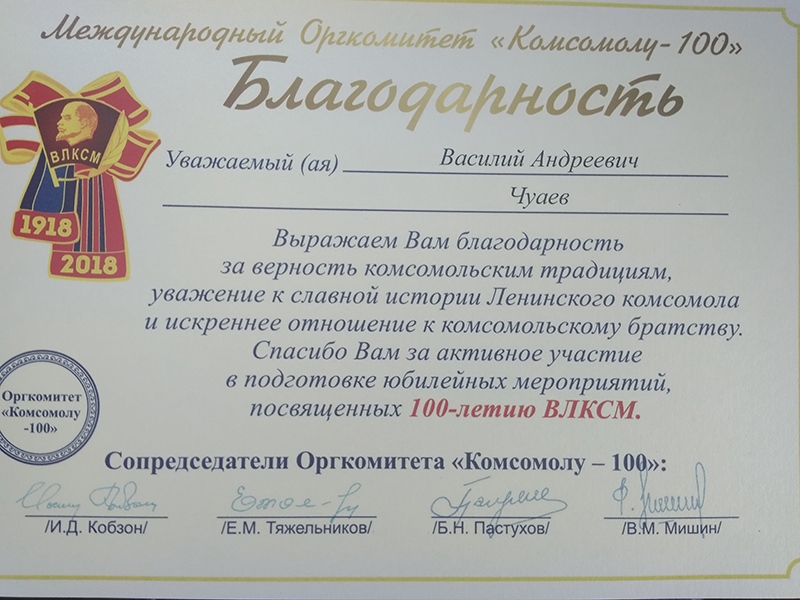 Международный Оргкомитет «Комсомолу-100»
Благодарность
ВЛКСМ
1918
2018
Уважаемый (ая) Василий Андреевич
Чуаев
Выражаем Вам благодарность
за верность комсомольским традициям,
уважение к славной истории Ленинского комсомола
и искреннее отношение к комсомольскому братству.
Спасибо Вам за активное участие
в подготовке юбилейных мероприятий,
посвященных 100-летию ВЛКСМ.
Оргкомитет
«Комсомолу
-100»
Сопредседатели Оргкомитета «Комсомолу – 100»:
/И.Д. Кобзон/ /Е.М. Тяжельников/ /Б.Н. Пастухов/ /В.М. Мишин/